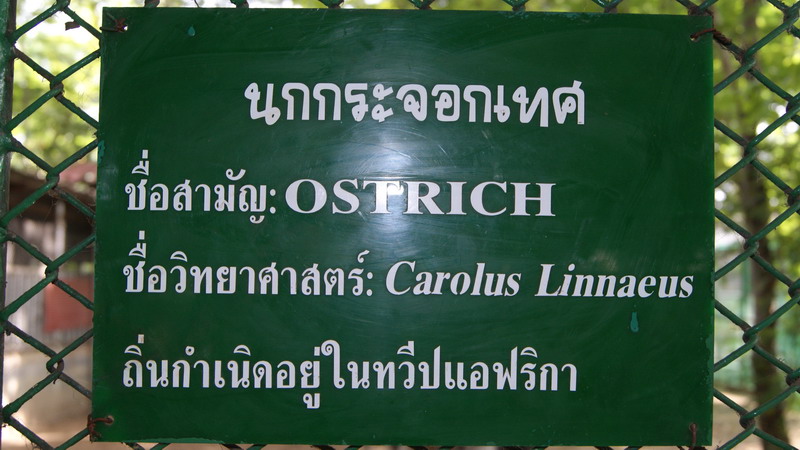 นกกระจอกเทศ
ชื่อสามัญ: OSTRICH
ชื่อวิทยาศาสตร์: Carolus Linnaeus
ถิ่นกำเนิดอยู่ในทวีปแอฟริกา